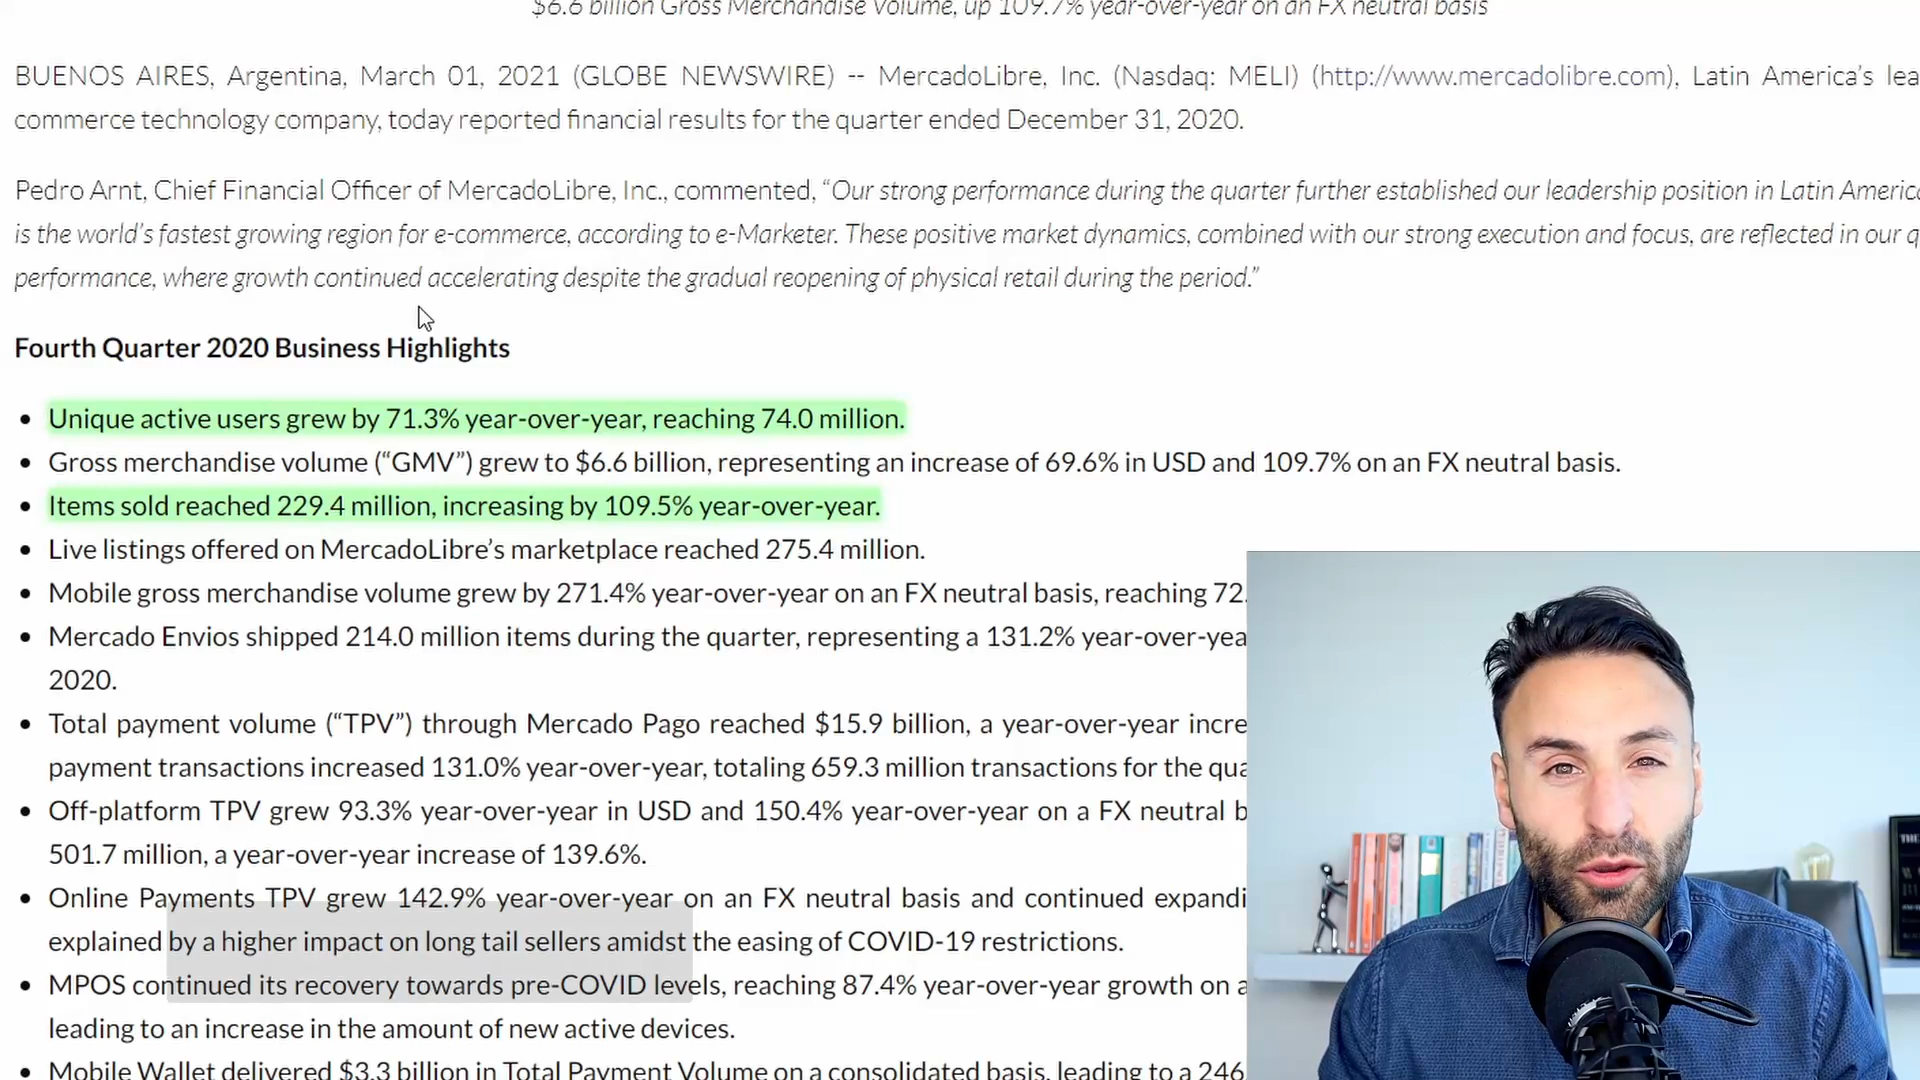 $6.6 billion Gross Merchandise Volume, up 109.7% year-over-year on an FX neutral basis
BUENOS AIRES, Argentina, March 01, 2021 (GLOBE NEWSWIRE) -- MercadoLibre, Inc. (Nasdaq: MELI) (http://www.mercadolibre.com), Latin America’s lea
commerce technology company, today reported financial results for the quarter ended December 31, 2020.
Pedro Arnt, Chief Financial Officer of MercadoLibre, Inc., commented, “Our strong performance during the quarter further established our leadership position in Latin Americ
is the world’s fastest growing region for e-commerce, according to e-Marketer. These positive market dynamics, combined with our strong execution and focus, are reflected in our q
performance, where growth continued accelerating despite the gradual reopening of physical retail during the period.”
Fourth Quarter 2020 Business Highlights
• Unique active users grew by 71.3% year-over-year, reaching 74.0 million.
• Gross merchandise volume (“GMV”) grew to $6.6 billion, representing an increase of 69.6% in USD and 109.7% on an FX neutral basis.
• Items sold reached 229.4 million, increasing by 109.5% year-over-year.
• Live listings offered on MercadoLibre’s marketplace reached 275.4 million.
• Mobile gross merchandise volume grew by 271.4% year-over-year on an FX neutral basis, reaching 72.
• Mercado Envios shipped 214.0 million items during the quarter, representing a 131.2% year-over-yea
2020.
• Total payment volume (“TPV”) through Mercado Pago reached $15.9 billion, a year-over-year incre
payment transactions increased 131.0% year-over-year, totaling 659.3 million transactions for the qua
• Off-platform TPV grew 93.3% year-over-year in USD and 150.4% year-over-year on a FX neutral b
501.7 million, a year-over-year increase of 139.6%.
• Online Payments TPV grew 142.9% year-over-year on an FX neutral basis and continued expandi
explained by a higher impact on long tail sellers amidst the easing of COVID-19 restrictions.
• MPOS continued its recovery towards pre-COVID levels, reaching 87.4% year-over-year growth on a
leading to an increase in the amount of new active devices.
• Mobile Wallet delivered $3.3 billion in Total Payment Volume on a consolidated basis, leading to a 246